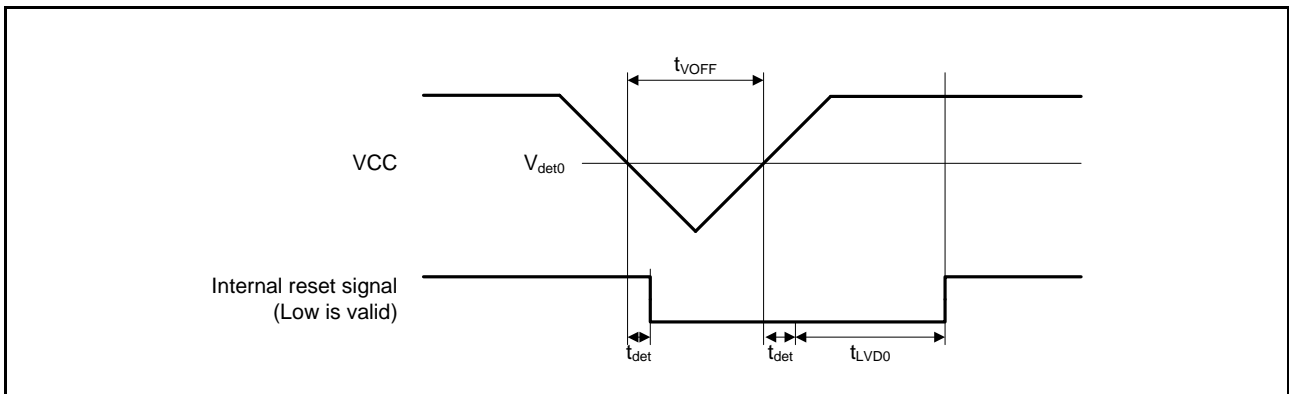 tVOFF
VCC
Vdet0
Internal reset signal
(Low is valid)
tdet
tdet
tLVD0